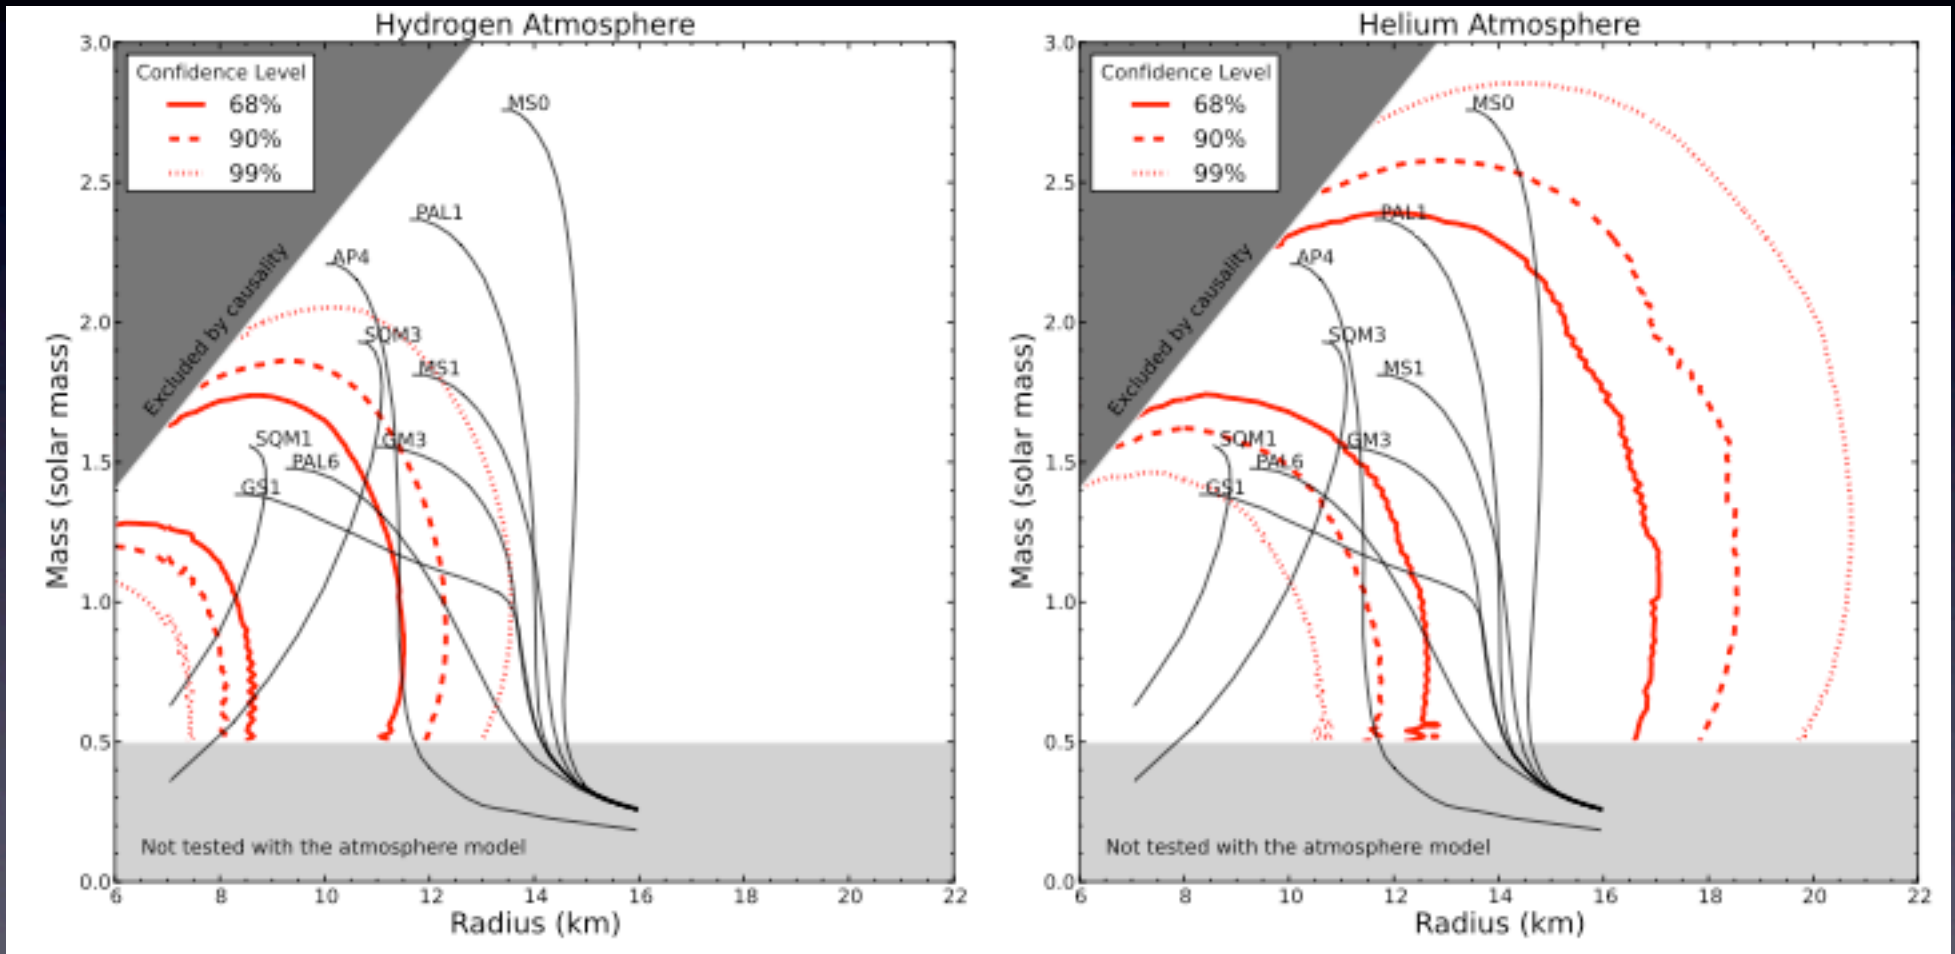 Hydrogen Atmosphere
3.0
2.5
2.0
1.5
1.0
0.5
0.0
Mass (solar mass)
Confidence Level
68%
90%
99%
Excluded by causality
MS0
PAL1
AP4
SQM3
MS1
GM3
SQM1
PAL6
GS1
Not tested with the atmosphere model
6 8 10 12 14 16 18 20 22
Radius (km)
Helium Atmosphere
3.0
2.5
2.0
1.5
1.0
0.5
0.0
Mass (solar mass)
Confidence Level
68%
90%
99%
Excluded by causality
MS0
PAL1
AP4
SQM3
MS1
GM3
SQM1
PAL6
GS1
Not tested with the atmosphere model
6 8 10 12 14 16 18 20 22
Radius (km)